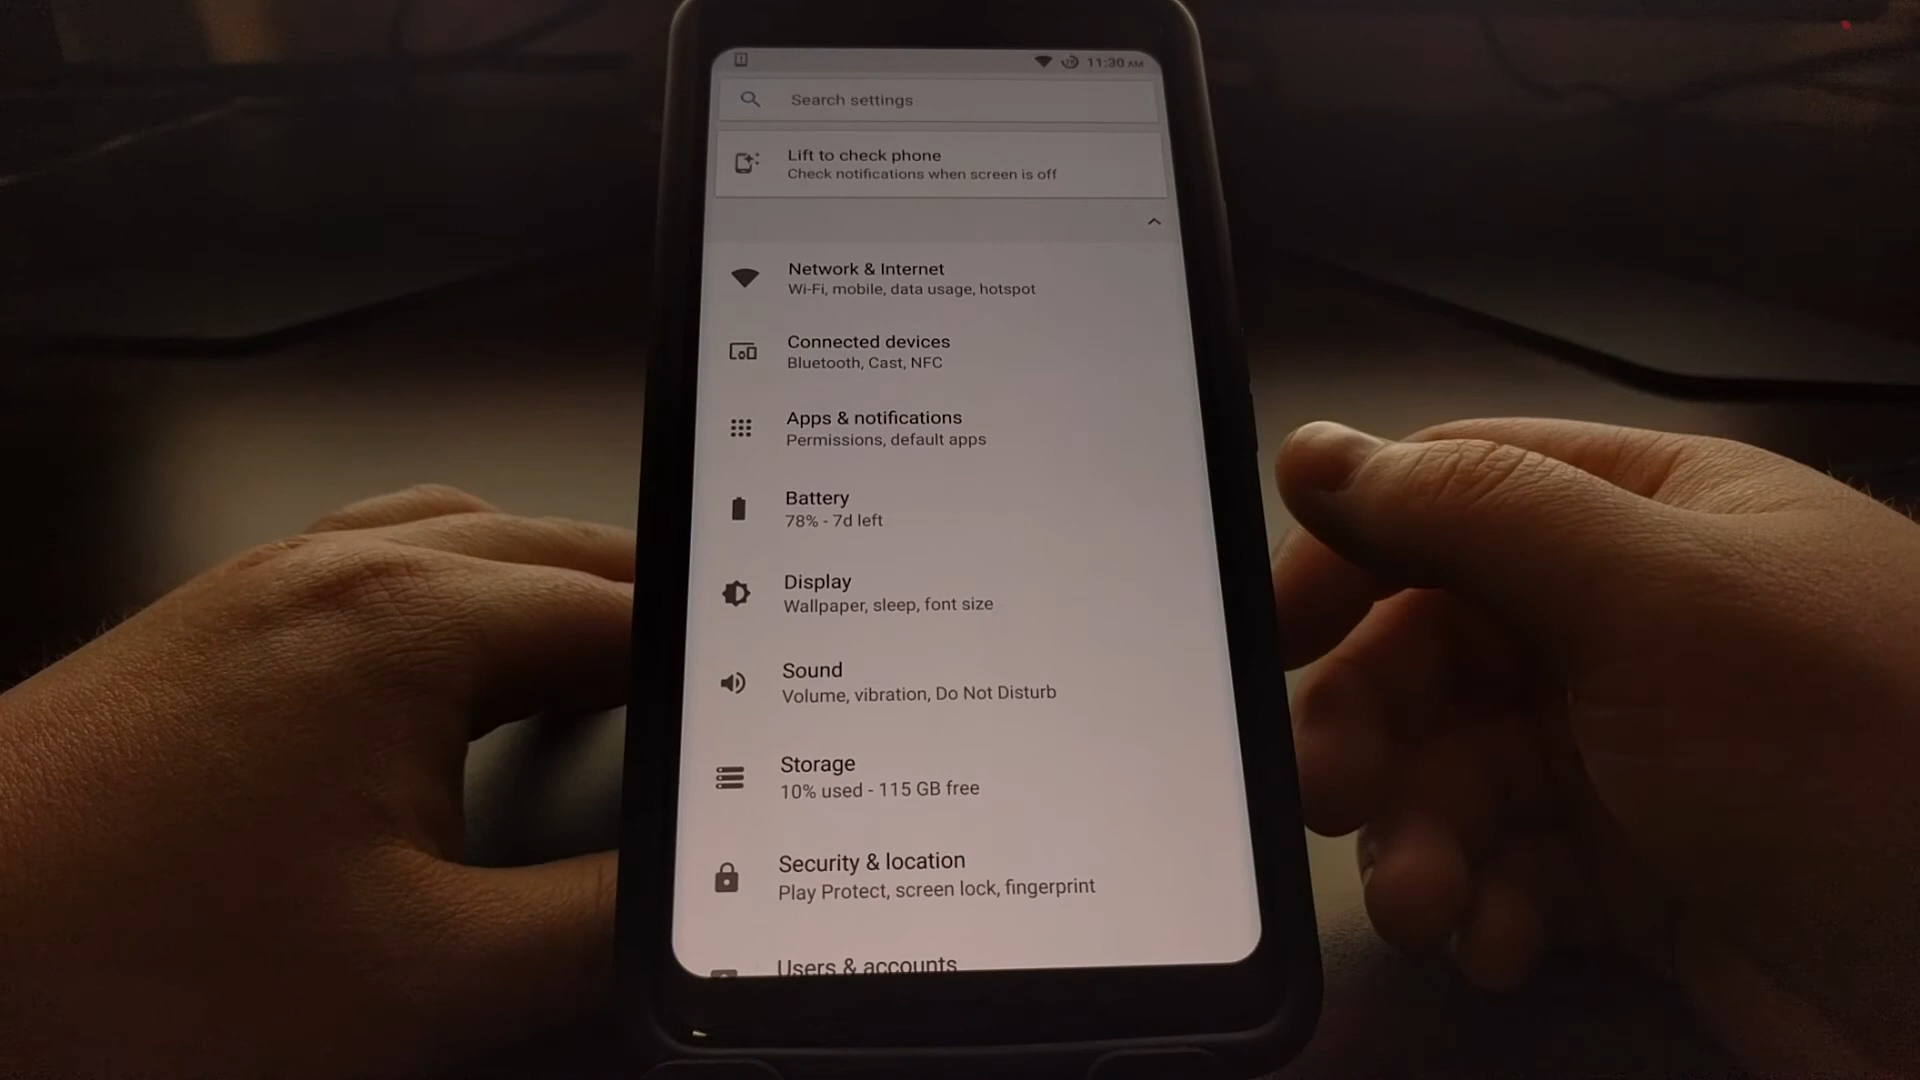 11:30 AM
Search settings
Lift to check phone
Check notifications when screen is off
Network & Internet
Wi-Fi, mobile, data usage, hotspot
Connected devices
Bluetooth, Cast, NFC
Apps & notifications
Permissions, default apps
Battery
78% - 7d left
Display
Wallpaper, sleep, font size
Sound
Volume, vibration, Do Not Disturb
Storage
10% used - 115 GB free
Security & location
Play Protect, screen lock, fingerprint
Users & accounts